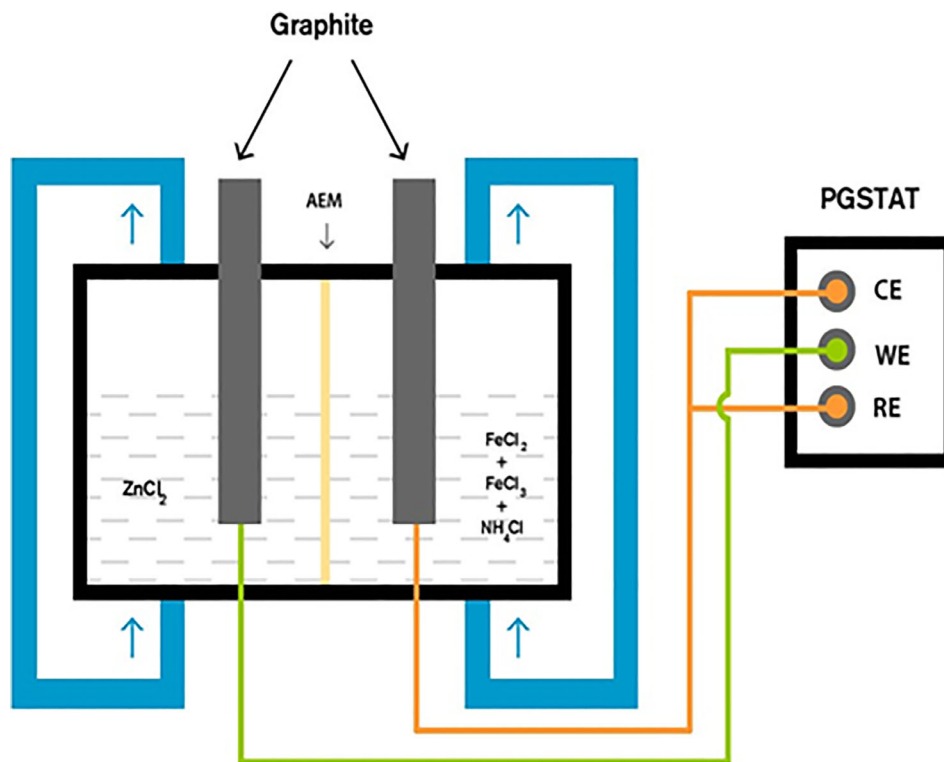 Graphite
AEM
PGSTAT
CE
WE
RE
ZnCl₂
FeCl₂
+
FeCl₃
+
NH₄Cl